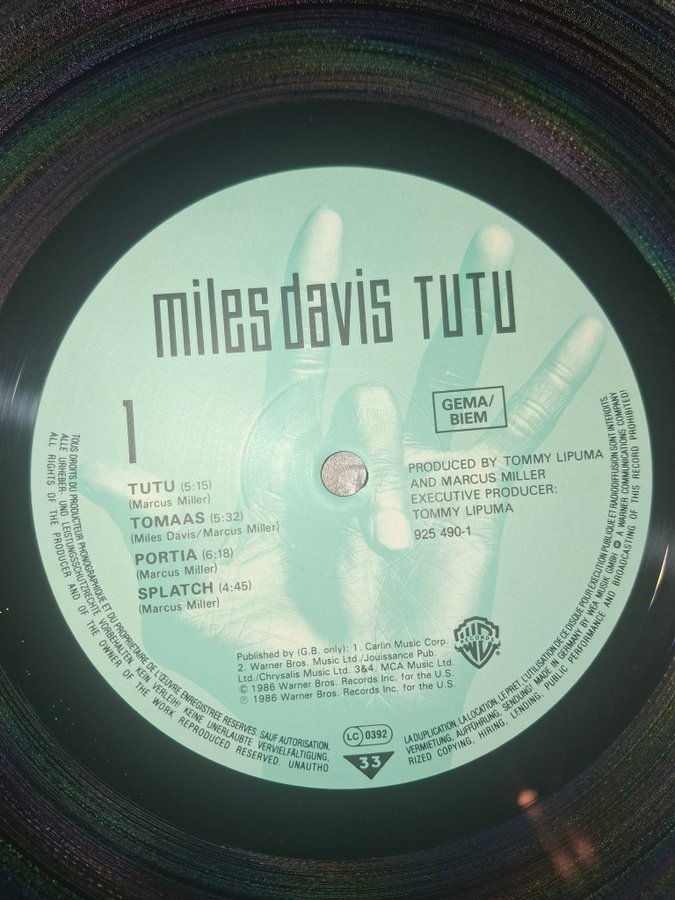 miles davis TUTU
1
GEMA/
BIEM
TUTU (5:15)
(Marcus Miller)
TOMAAS (5:32)
(Miles Davis/Marcus Miller)
PORTIA (6:18)
(Marcus Miller)
SPLATCH (4:45)
(Marcus Miller)
PRODUCED BY TOMMY LIPUMA
AND MARCUS MILLER
EXECUTIVE PRODUCER:
TOMMY LIPUMA
925 490-1
Published by (G.B. only): 1. Carlin Music Corp.
2. Warner Bros. Music Ltd./Jouissance Pub.
Ltd./Chrysalis Music Ltd. 3&4. MCA Music Ltd.
© 1986 Warner Bros. Records Inc. for the U.S.
℗ 1986 Warner Bros. Records Inc. for the U.S.
WB
RECORDS
LC 0392
33
TOUS DROITS DU PRODUCTEUR PHONOGRAPHIQUE ET DU PROPRIETAIRE DE L'ŒUVRE ENREGISTREE RESERVES. SAUF AUTORISATION, LA DUPLICATION, LA LOCATION, LE PRET, L'UTILISATION DE CE DISQUE POUR EXECUTION PUBLIQUE ET RADIODIFFUSION SONT INTERDITS.
ALLE URHEBER- UND LEISTUNGSSCHUTZRECHTE VORBEHALTEN. KEIN VERLEIH! KEINE UNERLAUBTE VERVIELFÄLTIGUNG, VERMIETUNG, AUFFÜHRUNG, SENDUNG! MADE IN GERMANY BY WEA MUSIK GMBH A WARNER COMMUNICATIONS COMPANY
ALL RIGHTS OF THE PRODUCER AND OF THE OWNER OF THE WORK REPRODUCED RESERVED. UNAUTHORIZED COPYING, HIRING, LENDING, PUBLIC PERFORMANCE AND BROADCASTING OF THIS RECORD PROHIBITED!